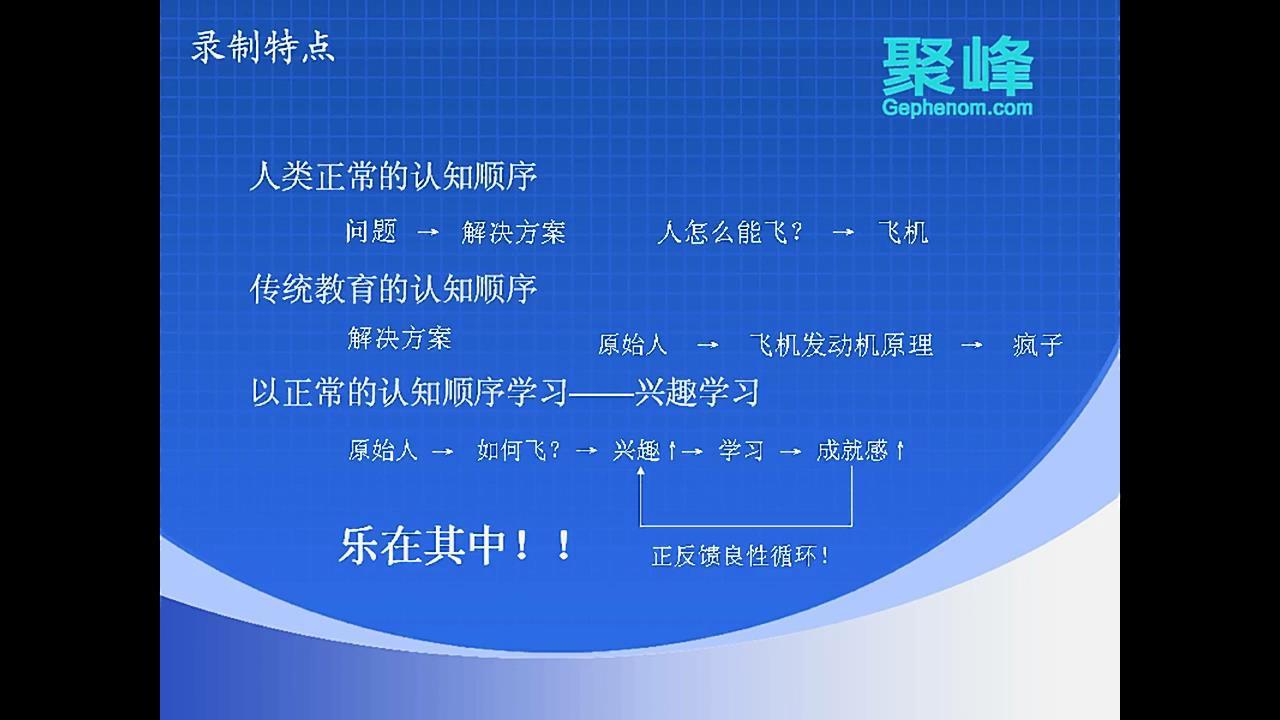 录制特点
聚峰
Gephenom.com
人类正常的认知顺序
问题 → 解决方案 人怎么能飞? → 飞机
传统教育的认知顺序
解决方案 原始人 → 飞机发动机原理 → 疯子
以正常的认知顺序学习——兴趣学习
原始人 → 如何飞? → 兴趣↑→ 学习 → 成就感↑
乐在其中!!
正反馈良性循环!